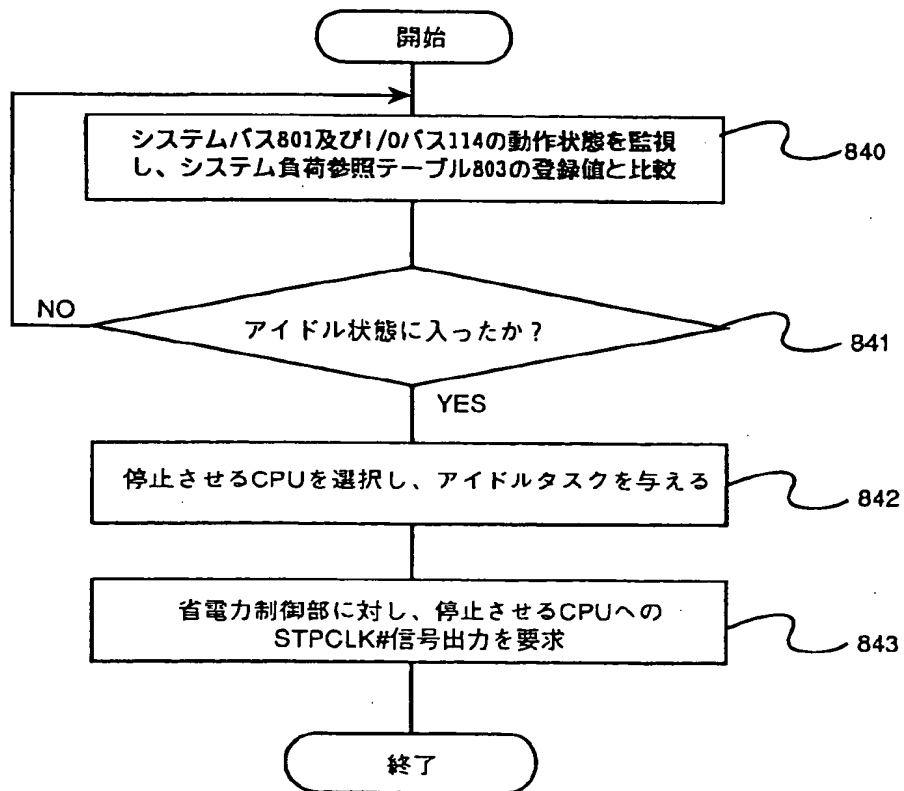 開始
システムバス801及びI/Oバス114の動作状態を監視
し、システム負荷参照テーブル803の登録値と比較
840
NO
アイドル状態に入ったか?
841
YES
停止させるCPUを選択し、アイドルタスクを与える
842
省電力制御部に対し、停止させるCPUへの
STPCLK#信号出力を要求
843
終了